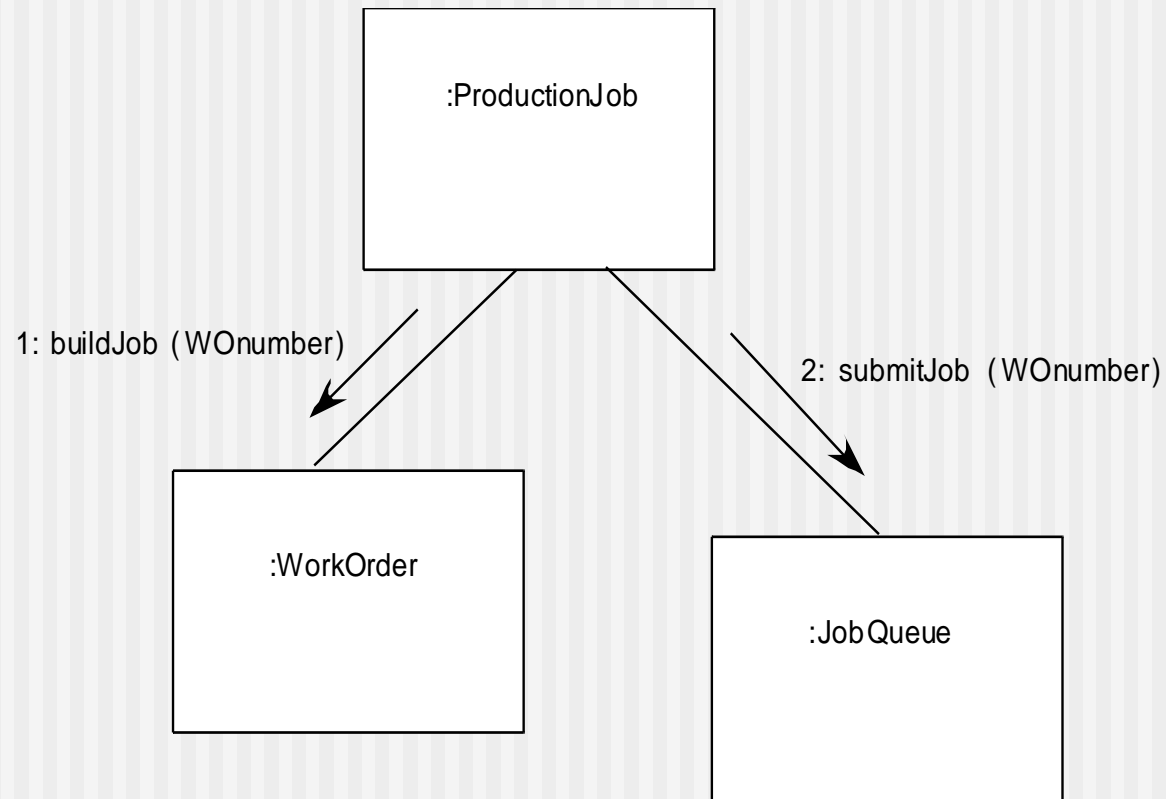 :ProductionJob
1: buildJob (WOnumber)
2: submitJob (WOnumber)
:WorkOrder
:JobQueue